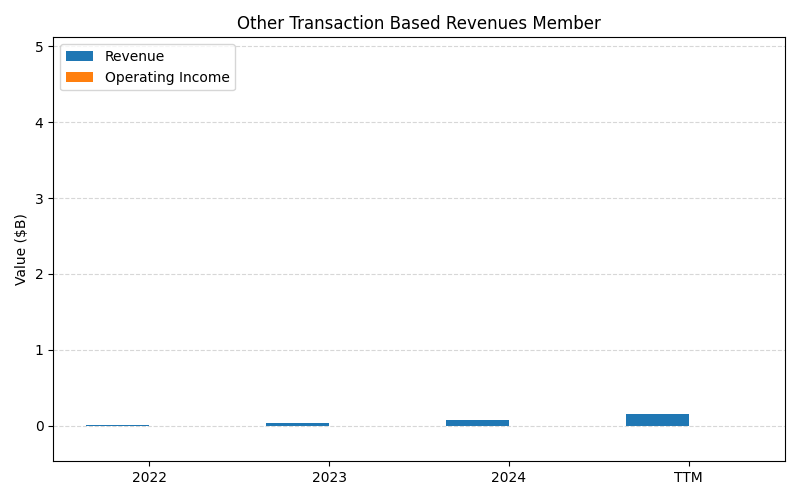 Other Transaction Based Revenues Member
Revenue
Operating Income
Value ($B)
5
4
3
2
1
0
2022
2023
2024
TTM